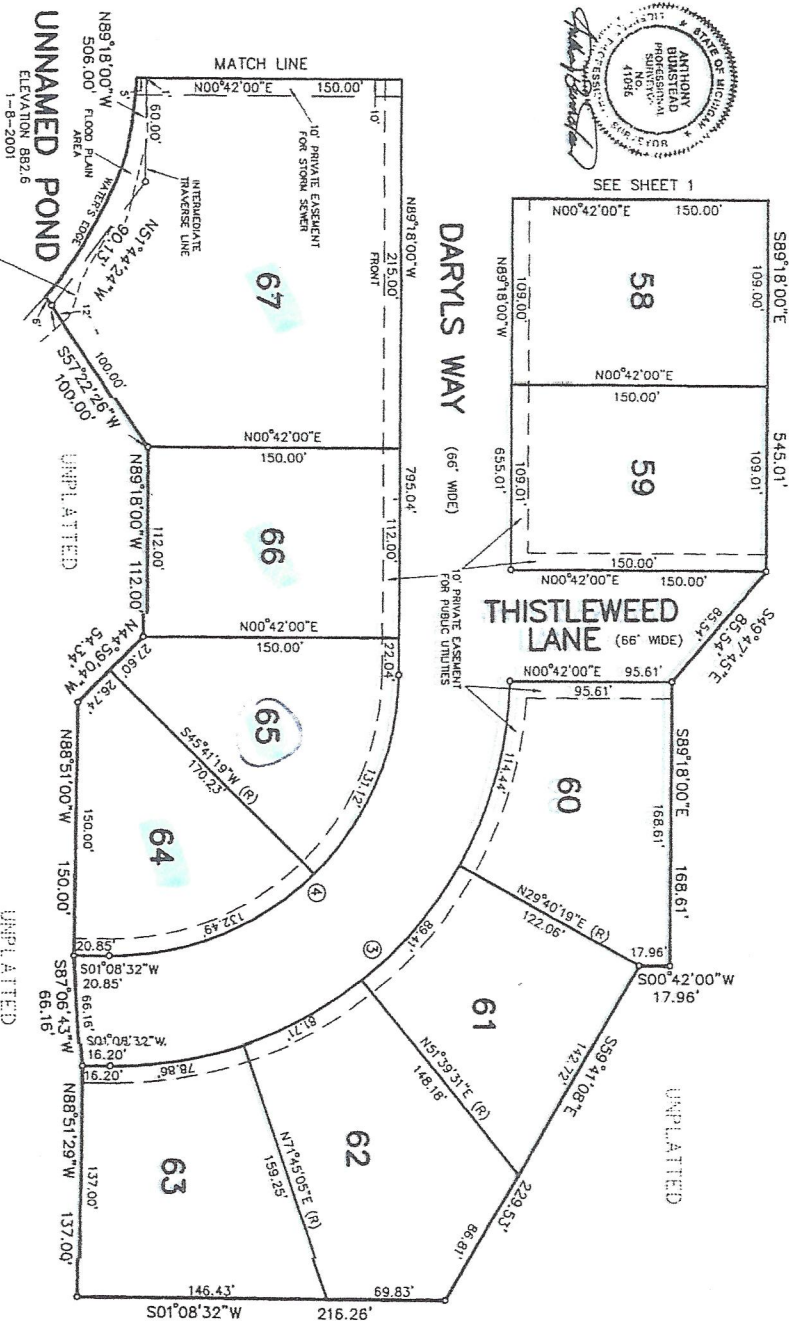 STATE OF MICHIGAN
ANTHONY
BUMSTEAD
PROFESSIONAL
SURVEYOR
No.
41096
SEE SHEET 1
N00°42'00"E 150.00'
S89°18'00"E 545.01'
109.00'
109.01'
58
59
109.00'
109.01'
N89°18'00"W 655.01'
N00°42'00"E
150.00'
150.00'
N00°42'00"E 150.00'
S49°47'45"E
85.54'
85.54'
THISTLEWEED
LANE (66' WIDE)
DARYLS WAY (66' WIDE)
10' PRIVATE EASEMENT
FOR PUBLIC UTILITIES
N00°42'00"E 95.61'
95.61'
S89°18'00"E 168.61'
168.61'
60
114.44'
N29°40'19"E (R)
122.06'
17.96'
S00°42'00"W
17.96'
UNPLATTED
61
89.41'
3
S59°41'08"E 229.53'
142.72'
86.81'
N51°39'31"E (R)
148.18'
62
81.71'
N71°45'05"E (R)
159.25'
63
78.86'
69.83'
146.43'
S01°08'32"W 216.26'
N88°51'29"W 137.00'
137.00'
S01°08'32"W
16.20'
16.20'
S87°06'43"W
66.16'
66.16'
S01°08'32"W
20.85'
20.85'
MATCH LINE
N00°42'00"E 150.00'
10'
10' PRIVATE EASEMENT
FOR STORM SEWER
N89°18'00"W 795.04'
215.00'
FRONT
112.00'
22.04'
131.12'
4
132.49'
67
66
65
64
N00°42'00"E
150.00'
N00°42'00"E
150.00'
S45°41'19"W (R)
170.23'
N89°18'00"W
506.00'
5'
1'
60.00'
FLOOD PLAIN
AREA
INTERMEDIATE
TRAVERSE LINE
WATER'S EDGE
N51°44'24"W
90.13'
12'
6'
100.00'
S57°22'26"W
100.00'
N89°18'00"W 112.00'
112.00'
N44°59'04"W
54.34'
27.60'
26.74'
N88°51'00"W 150.00'
150.00'
UNNAMED POND
ELEVATION 882.6
1-8-2001
UNPLATTED
UNPLATTED